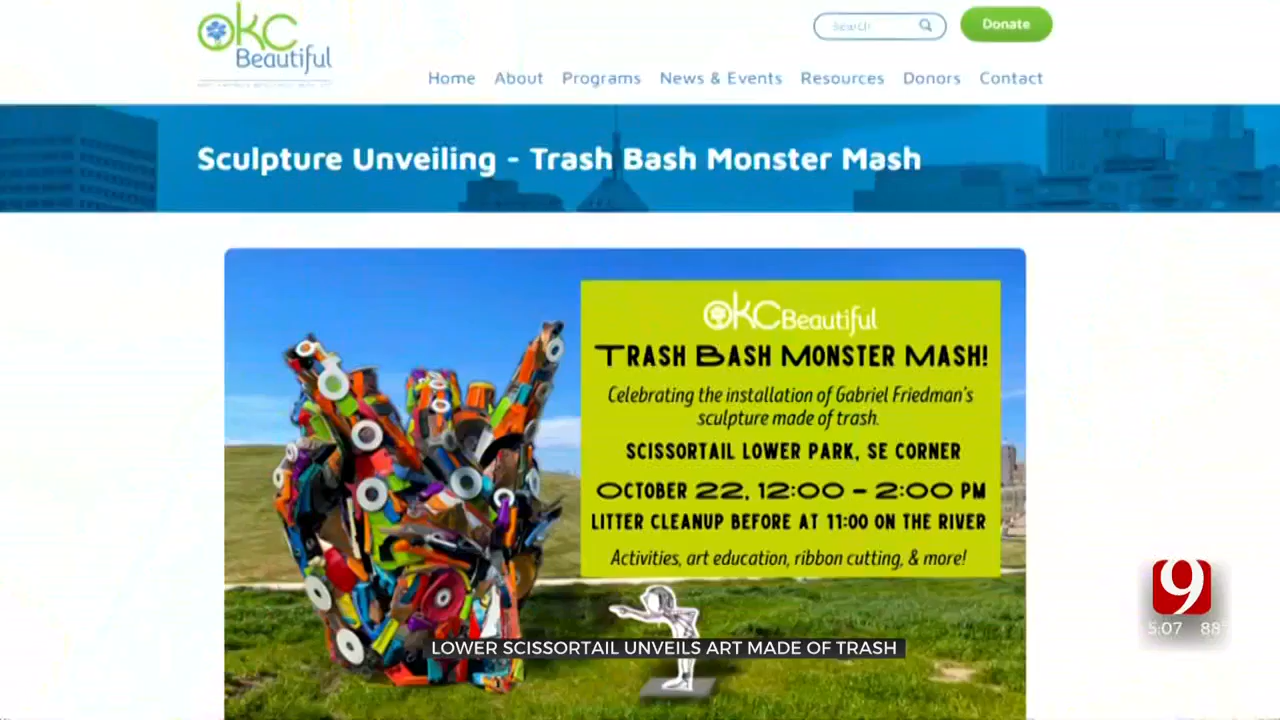 OKC
Beautiful
Search
Donate
Home About Programs News & Events Resources Donors Contact
Sculpture Unveiling - Trash Bash Monster Mash
OKC Beautiful
TRASH BASH MONSTER MASH!
Celebrating the installation of Gabriel Friedman's
sculpture made of trash.
SCISSORTAIL LOWER PARK, SE CORNER
OCTOBER 22, 12:00 - 2:00 PM
LITTER CLEANUP BEFORE AT 11:00 ON THE RIVER
Activities, art education, ribbon cutting, & more!
9
5:07 88°
LOWER SCISSORTAIL UNVEILS ART MADE OF TRASH